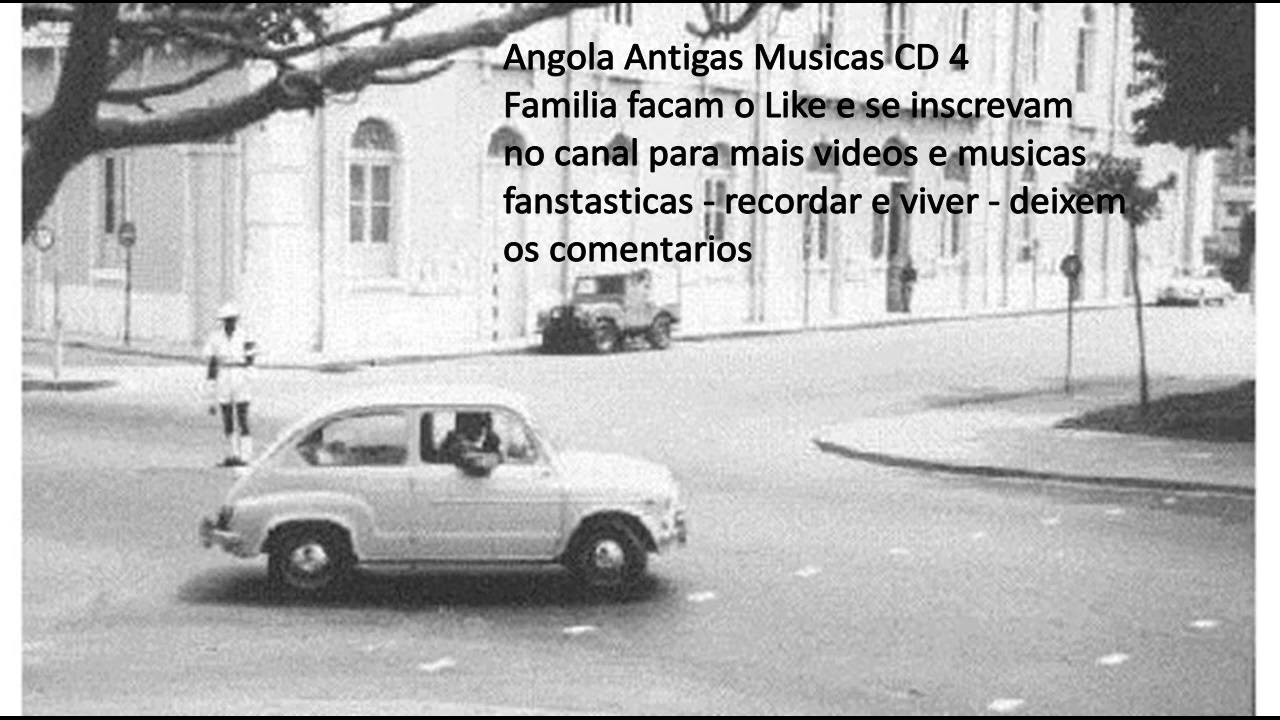 Angola Antigas Musicas CD 4
Familia facam o Like e se inscrevam
no canal para mais videos e musicas
fanstasticas - recordar e viver - deixem
os comentarios